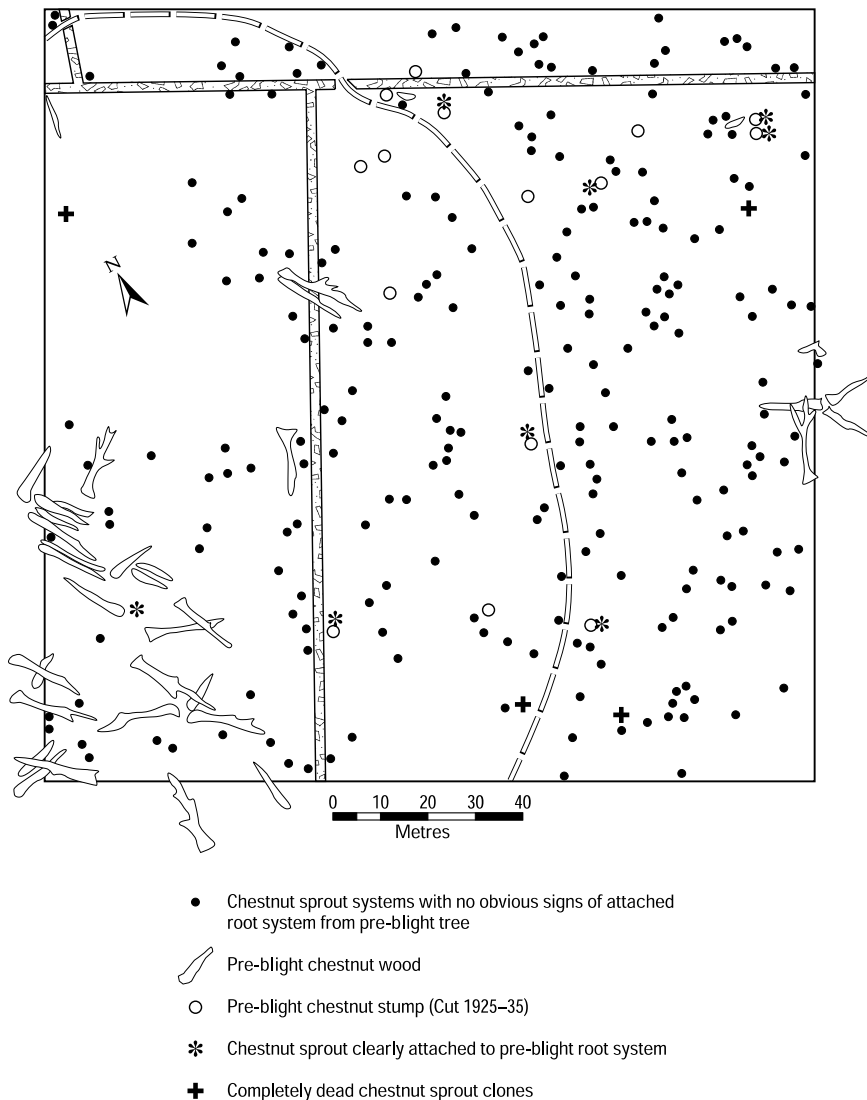 N
0 10 20 30 40
Metres
Chestnut sprout systems with no obvious signs of attached
root system from pre-blight tree
Pre-blight chestnut wood
Pre-blight chestnut stump (Cut 1925–35)
Chestnut sprout clearly attached to pre-blight root system
Completely dead chestnut sprout clones